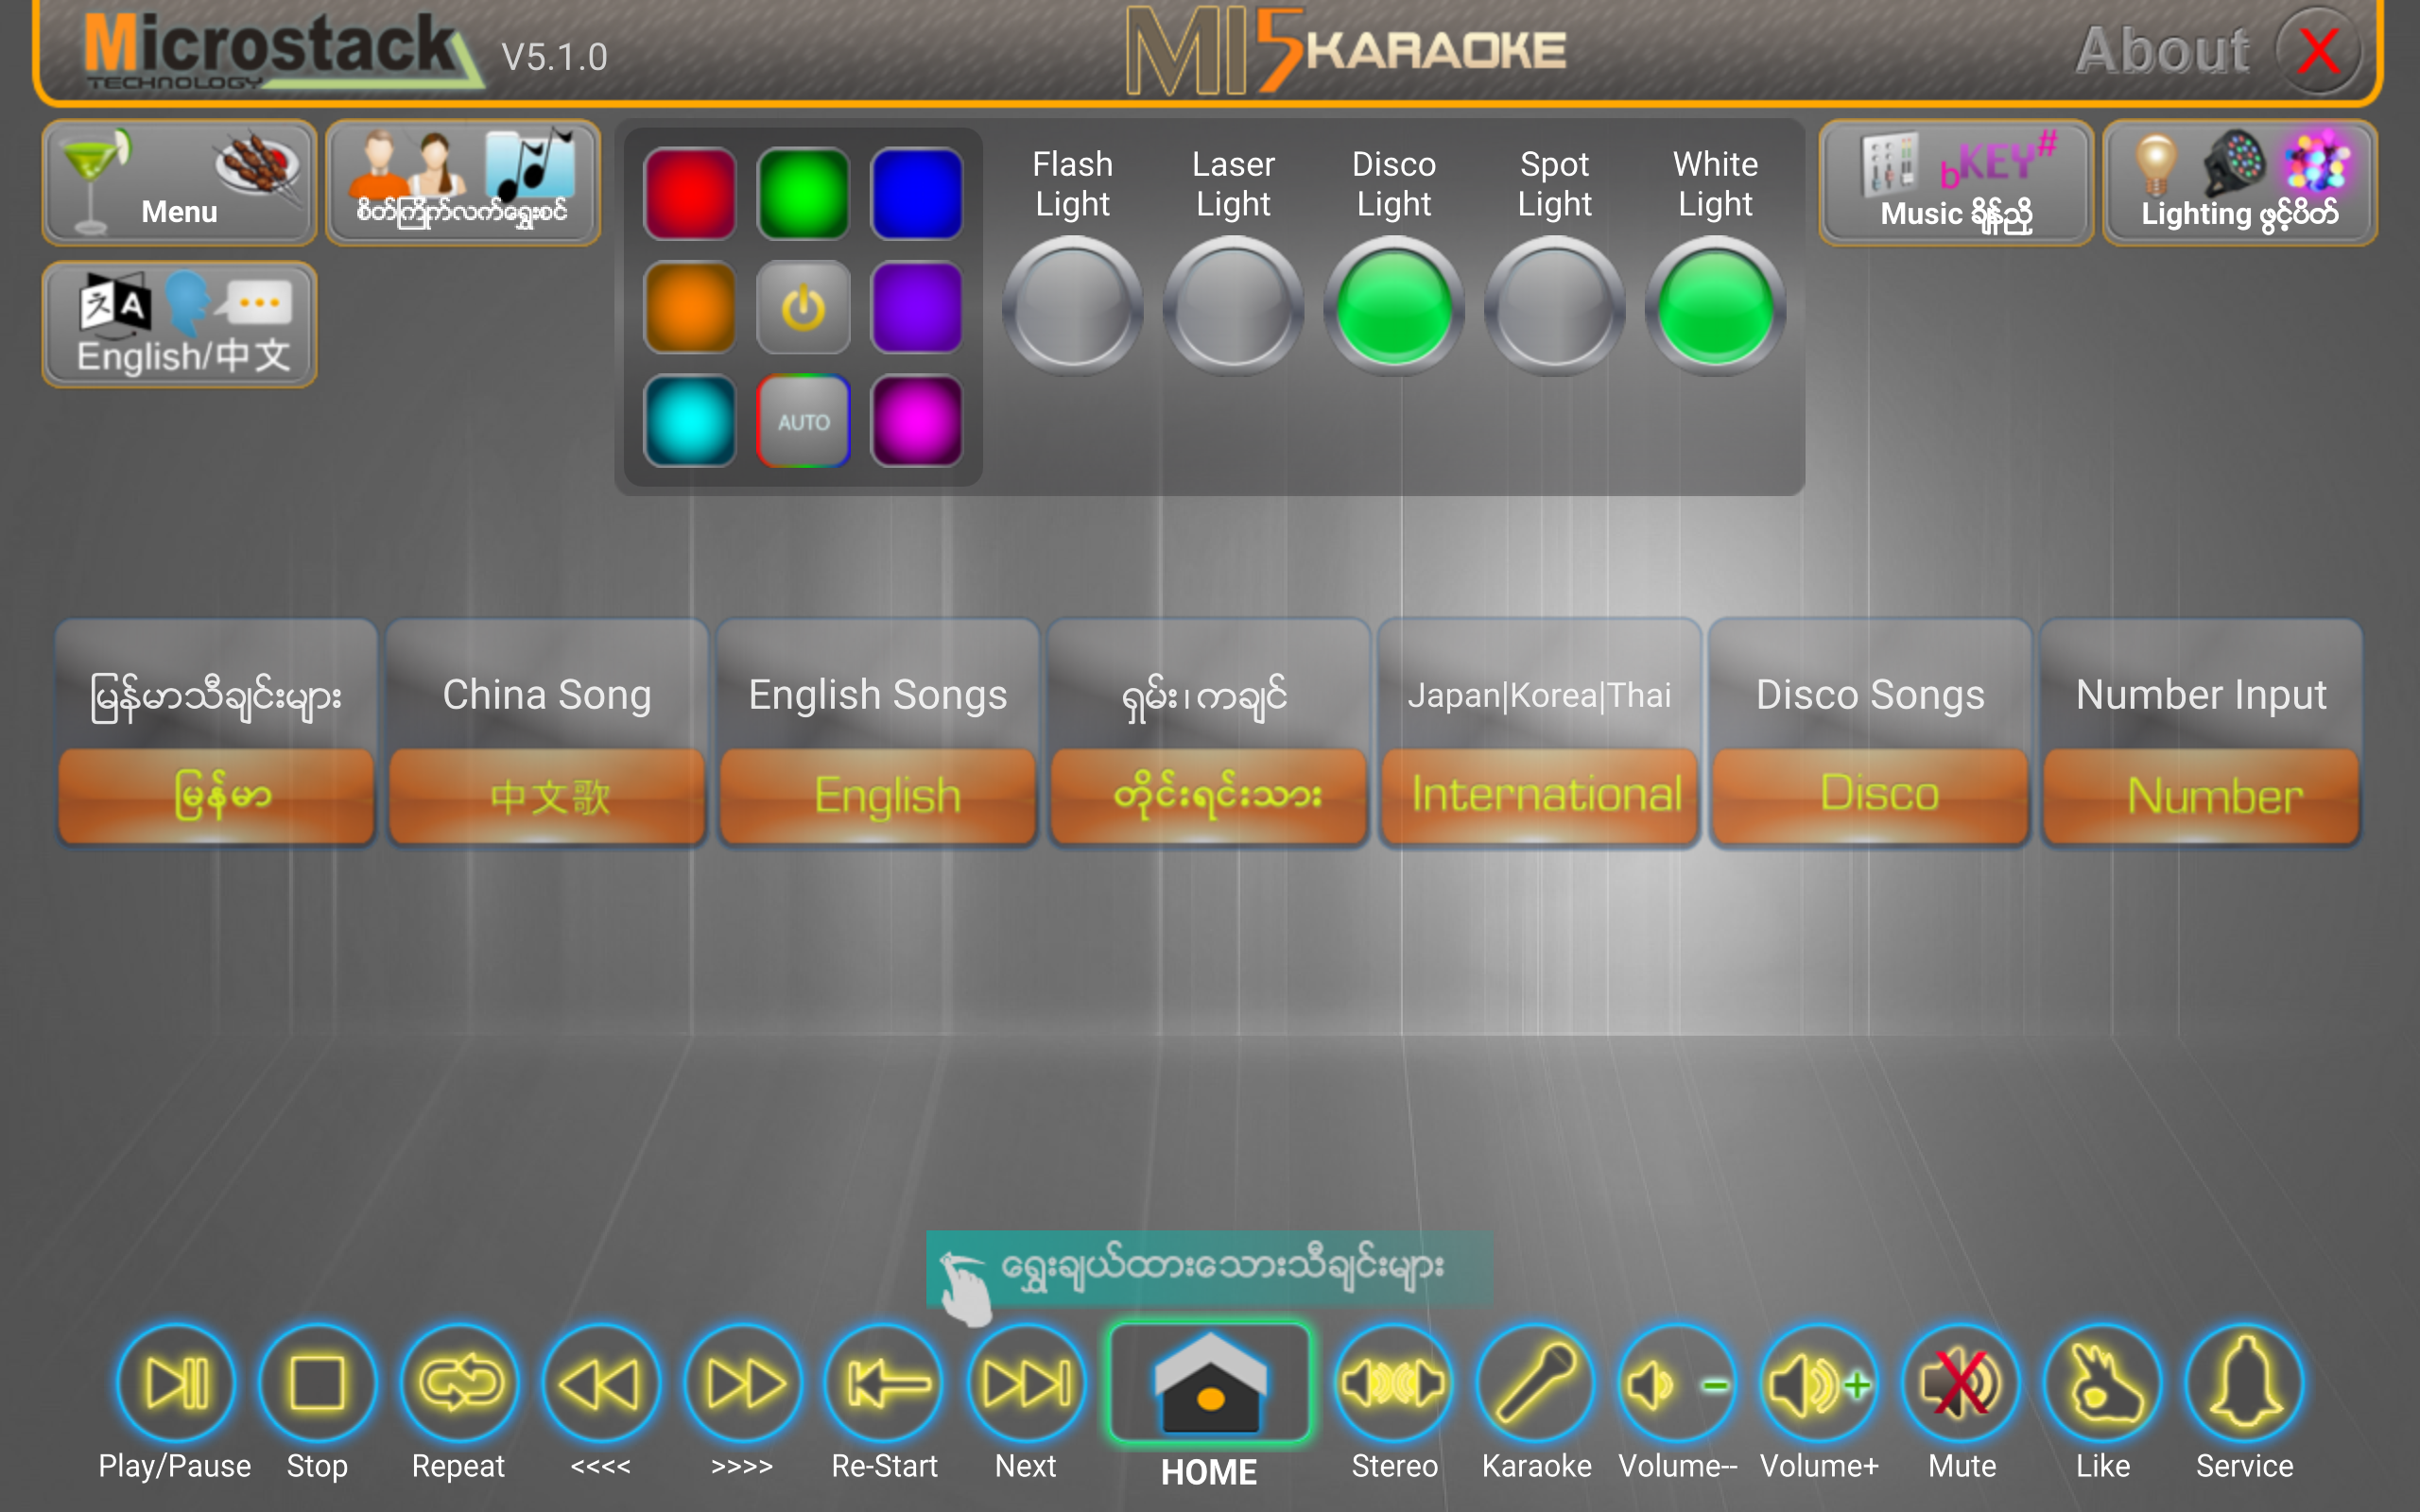 Microstack
TECHNOLOGY
V5.1.0
MI5 KARAOKE
About
X
Menu
စိတ်ကြိုက်လက်ရွေးစင်
Flash Light
Laser Light
Disco Light
Spot Light
White Light
bKEY#
Music ချိန်ညှိ
Lighting ဖွင့်ပိတ်
English/中文
AUTO
မြန်မာသီချင်းများ
China Song
English Songs
ရှမ်း၊ကချင်
Japan|Korea|Thai
Disco Songs
Number Input
မြန်မာ
中文歌
English
တိုင်းရင်းသား
International
Disco
Number
ရွေးချယ်ထားသောသီချင်းများ
Play/Pause
Stop
Repeat
<<<<
>>>>
Re-Start
Next
HOME
Stereo
Karaoke
Volume--
Volume+
Mute
Like
Service